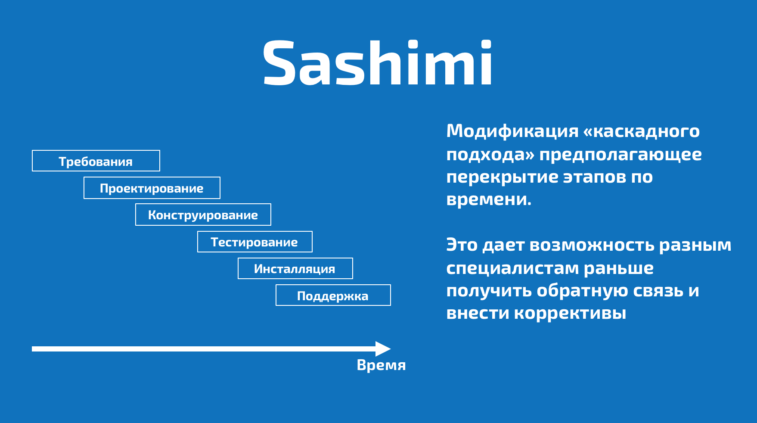 Sashimi
Требования
Проектирование
Конструирование
Тестирование
Инсталляция
Поддержка
Время
Модификация «каскадного
подхода» предполагающее
перекрытие этапов по
времени.
Это дает возможность разным
специалистам раньше
получить обратную связь и
внести коррективы